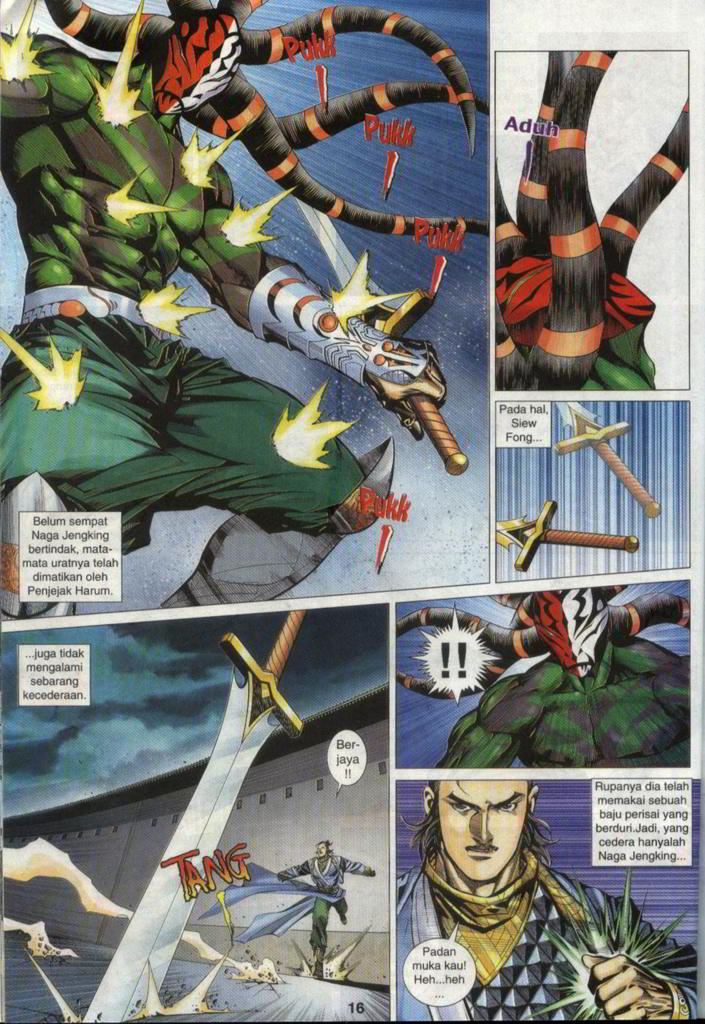 Pukk
Pukk
Pukk
Pukk
Belum sempat
Naga Jengking
bertindak, mata-
mata uratnya telah
dimatikan oleh
Penjejak Harum.
Aduh
Pada hal,
Siew
Fong...
...juga tidak
mengalami
sebarang
kecederaan.
Ber-
jaya
!!
TANG
!!
Rupanya dia telah
memakai sebuah
baju perisai yang
berduri.Jadi, yang
cedera hanyalah
Naga Jengking...
Padan
muka kau!
Heh...heh
...
16